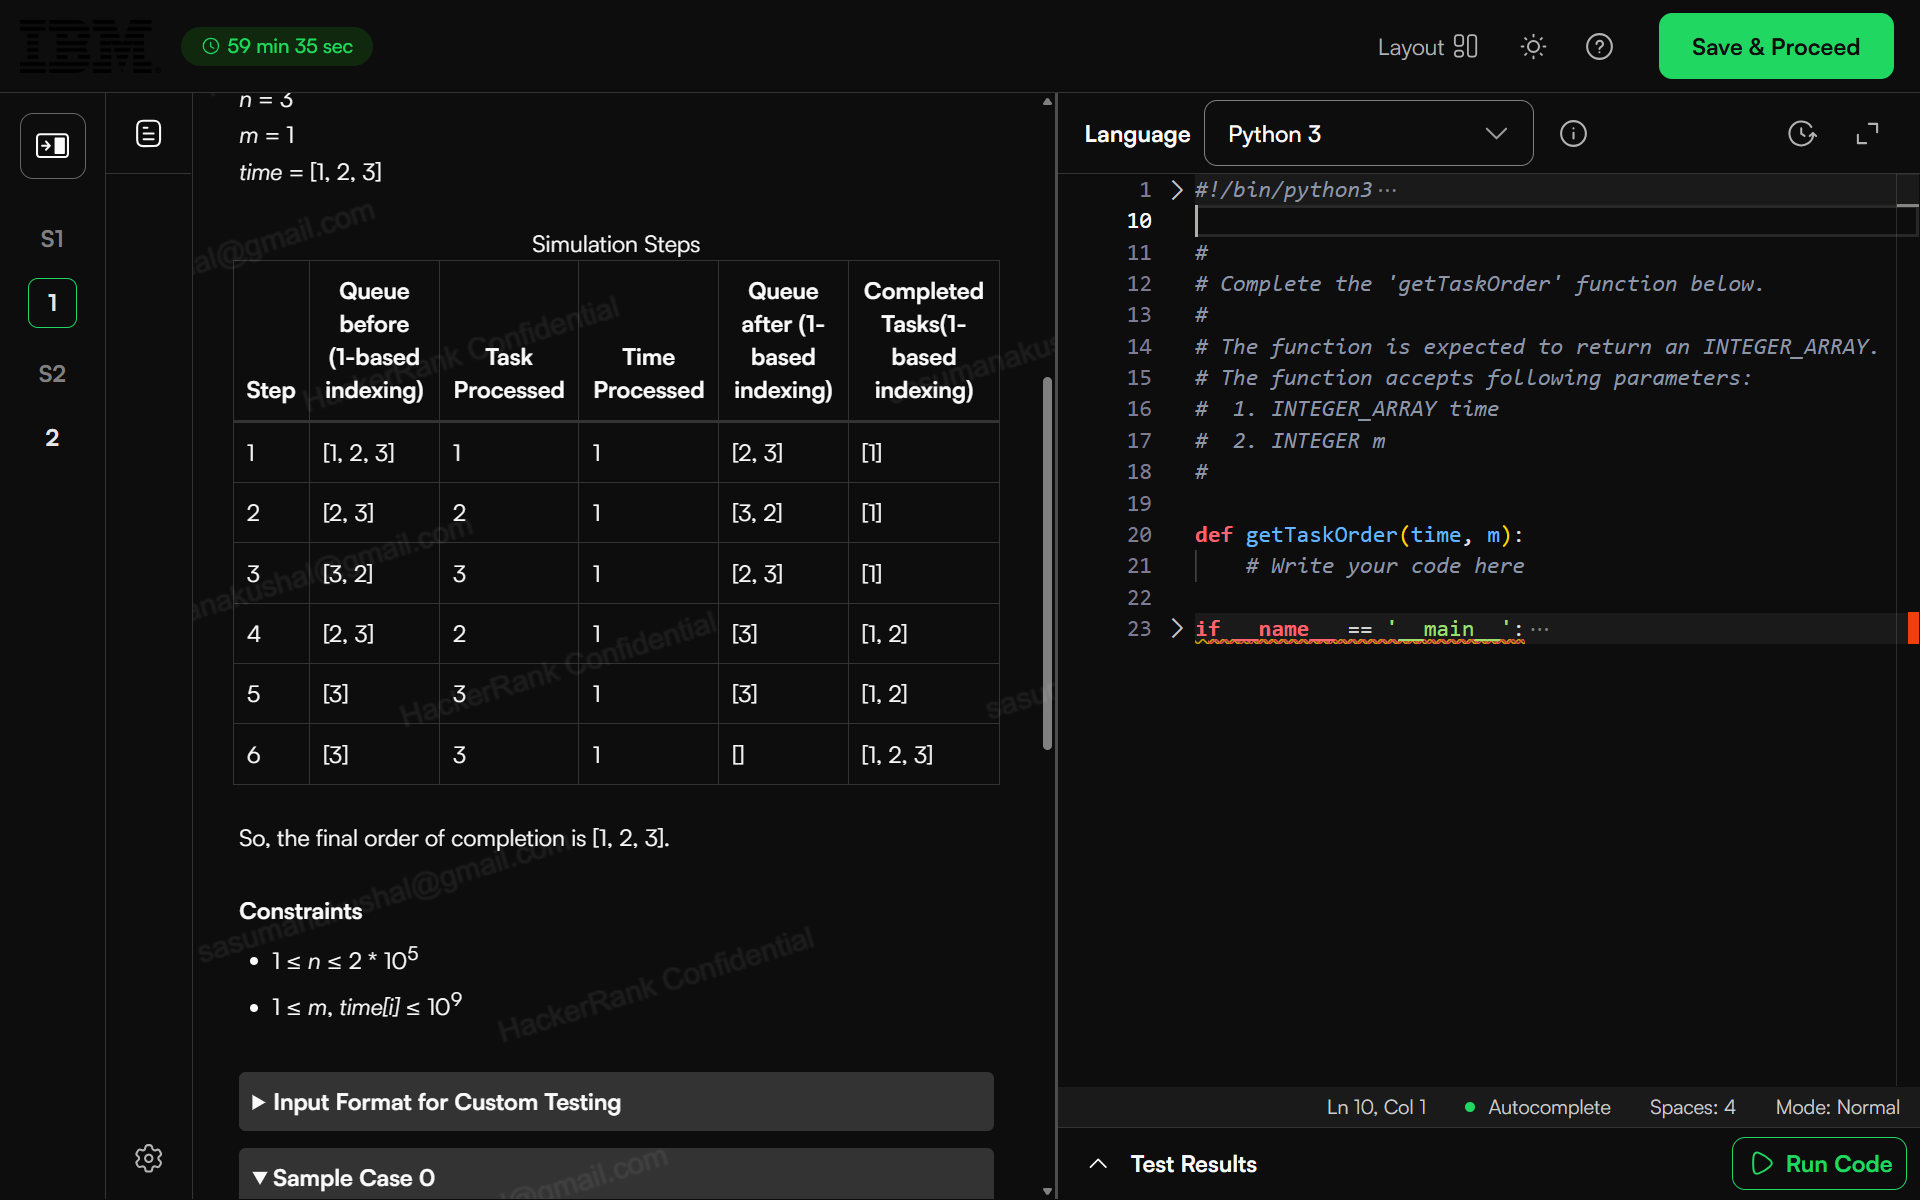 IBM
59 min 35 sec
Layout
Save & Proceed
S1
1
S2
2
n = 3
m = 1
time = [1, 2, 3]
Simulation Steps
Step | Queue before (1-based indexing) | Task Processed | Time Processed | Queue after (1-based indexing) | Completed Tasks(1-based indexing)
1 | [1, 2, 3] | 1 | 1 | [2, 3] | [1]
2 | [2, 3] | 2 | 1 | [3, 2] | [1]
3 | [3, 2] | 3 | 1 | [2, 3] | [1]
4 | [2, 3] | 2 | 1 | [3] | [1, 2]
5 | [3] | 3 | 1 | [3] | [1, 2]
6 | [3] | 3 | 1 | [] | [1, 2, 3]
So, the final order of completion is [1, 2, 3].
Constraints
• 1 ≤ n ≤ 2 * 10^5
• 1 ≤ m, time[i] ≤ 10^9
Input Format for Custom Testing
Sample Case 0
HackerRank Confidential
HackerRank Confidential
HackerRank Confidential
Language
Python 3
1 #!/bin/python3 ···
10
11 #
12 # Complete the 'getTaskOrder' function below.
13 #
14 # The function is expected to return an INTEGER_ARRAY.
15 # The function accepts following parameters:
16 #  1. INTEGER_ARRAY time
17 #  2. INTEGER m
18 #
19
20 def getTaskOrder(time, m):
21     # Write your code here
22
23 if __name__ == '__main__': ···
Ln 10, Col 1
Autocomplete
Spaces: 4
Mode: Normal
Test Results
Run Code